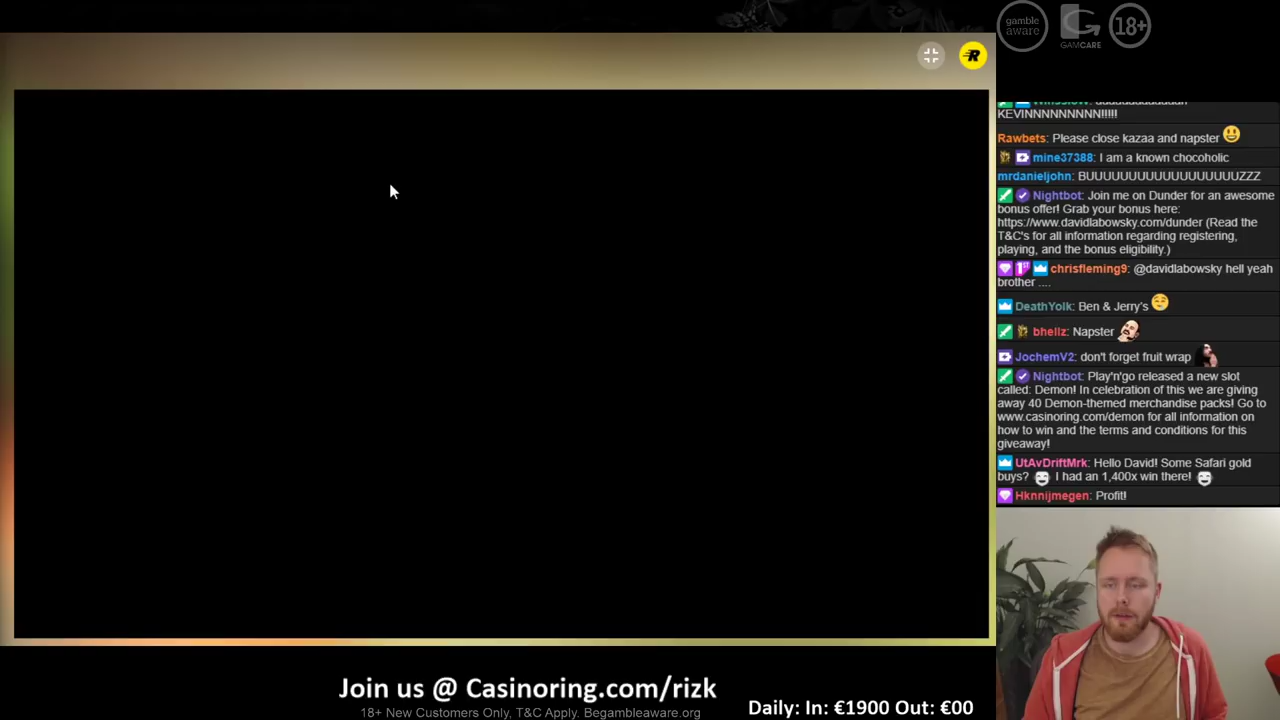 gamble
aware
GAMCARE
18+
R
KEVINNNNNNNNN!!!!!
Rawbets: Please close kazaa and napster
mine37388: I am a known chocoholic
mrdanieljohn: BUUUUUUUUUUUUUUUUUUZZZ
Nightbot: Join me on Dunder for an awesome
bonus offer! Grab your bonus here:
https://www.davidlabowsky.com/dunder (Read the
T&C's for all information regarding registering,
playing, and the bonus eligibility.)
chrisfleming9: @davidlabowsky hell yeah
brother ....
DeathYolk: Ben & Jerry's
bhellz: Napster
JochemV2: don't forget fruit wrap
Nightbot: Play'n'go released a new slot
called: Demon! In celebration of this we are giving
away 40 Demon-themed merchandise packs! Go to
www.casinoring.com/demon for all information on
how to win and the terms and conditions for this
giveaway!
UtAvDriftMrk: Hello David! Some Safari gold
buys? I had an 1,400x win there!
Hknnijmegen: Profit!
Join us @ Casinoring.com/rizk
18+ New Customers Only, T&C Apply. Begambleaware.org
Daily: In: €1900 Out: €00